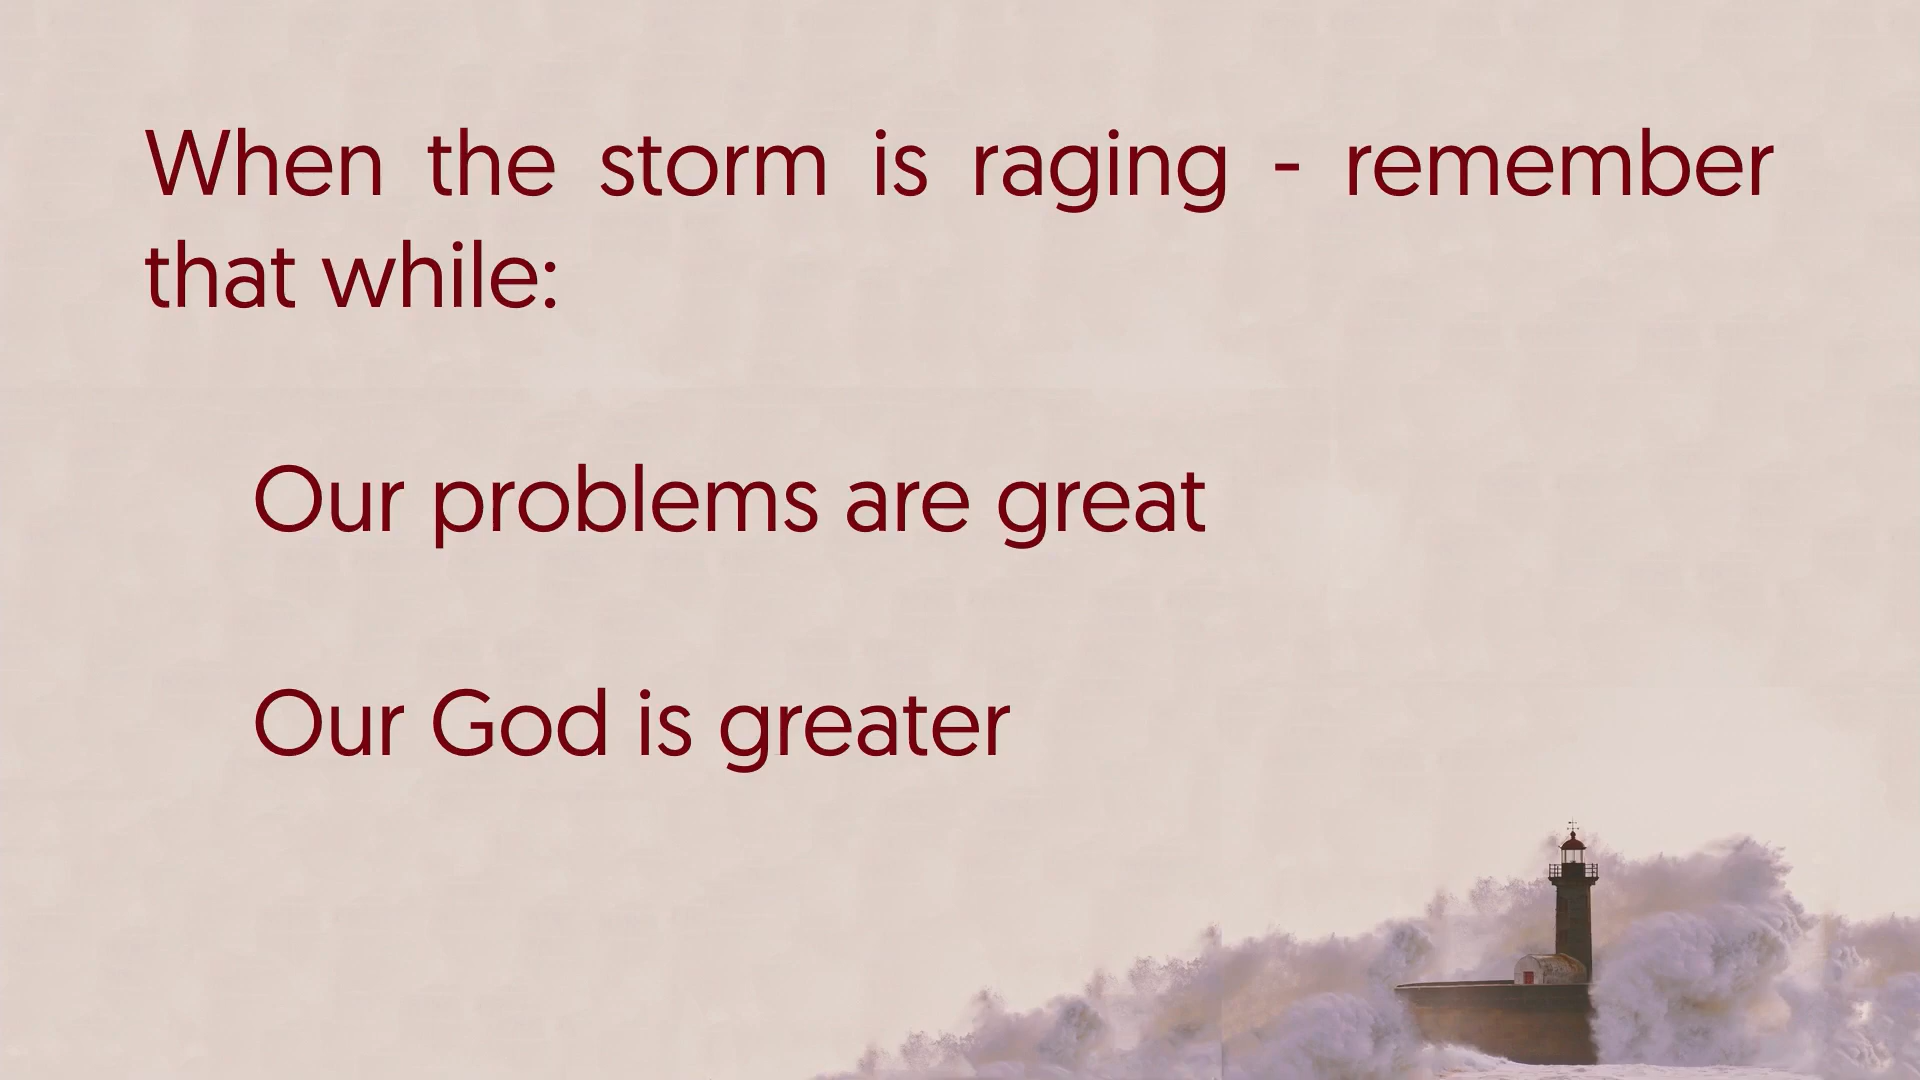 When the storm is raging - remember
that while:
Our problems are great
Our God is greater